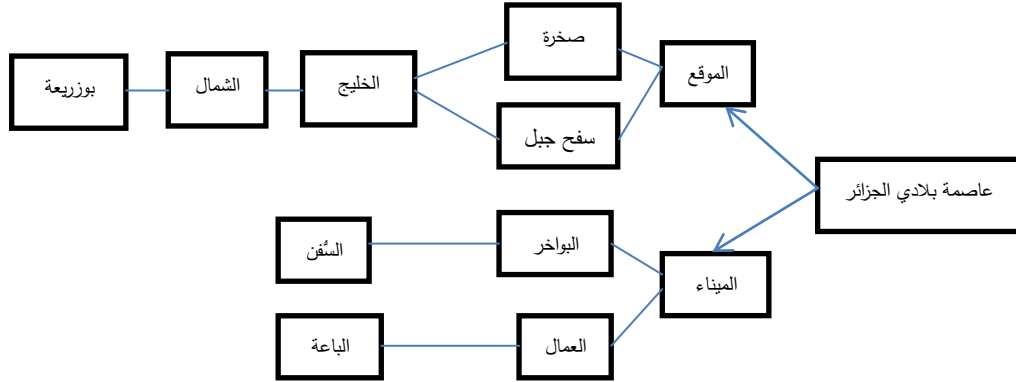 عاصمة بلادي الجزائر
الموقع
صخرة
سفح جبل
الخليج
الشمال
بوزريعة
الميناء
البواخر
السُّفن
العمال
الباعة